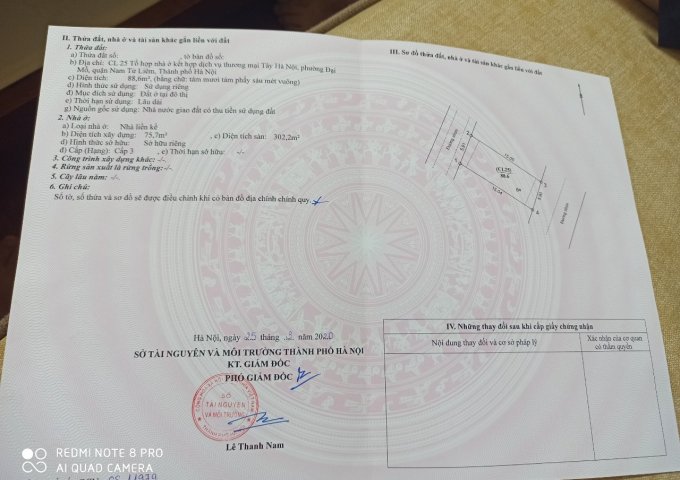 II. Thửa đất, nhà ở và tài sản khác gắn liền với đất
1. Thửa đất:
a) Thửa đất số: , tờ bản đồ số:
b) Địa chỉ: CL 25 Tổ hợp nhà ở kết hợp dịch vụ thương mại Tây Hà Nội, phường Đại
Mỗ, quận Nam Từ Liêm, Thành phố Hà Nội
c) Diện tích: 88,6m², (bằng chữ: tám mươi tám phẩy sáu mét vuông)
d) Hình thức sử dụng: Sử dụng riêng
đ) Mục đích sử dụng: Đất ở tại đô thị
e) Thời hạn sử dụng: Lâu dài
g) Nguồn gốc sử dụng: Nhà nước giao đất có thu tiền sử dụng đất
2. Nhà ở:
a) Loại nhà ở: Nhà liền kề
b) Diện tích xây dựng: 75,7m² , c) Diện tích sàn: 302,2m²
d) Hình thức sở hữu: Sở hữu riêng
đ) Cấp (Hạng): Cấp 3 , e) Thời hạn sở hữu: -/-
3. Công trình xây dựng khác: -/-
4. Rừng sản xuất là rừng trồng: -/-
5. Cây lâu năm: -/-
6. Ghi chú:
Số tờ, số thửa và sơ đồ sẽ được điều chỉnh khi có bản đồ địa chính chính quy.
Hà Nội, ngày 25 tháng 2 năm 2020
SỞ TÀI NGUYÊN VÀ MÔI TRƯỜNG THÀNH PHỐ HÀ NỘI
KT. GIÁM ĐỐC
PHÓ GIÁM ĐỐC
SỞ
TÀI NGUYÊN
VÀ MÔI TRƯỜNG
Lê Thanh Nam
III. Sơ đồ thửa đất, nhà ở và tài sản khác gắn liền với đất
(CL25)
88.6
IV. Những thay đổi sau khi cấp giấy chứng nhận
Nội dung thay đổi và cơ sở pháp lý
Xác nhận của cơ quan
có thẩm quyền
REDMI NOTE 8 PRO
AI QUAD CAMERA